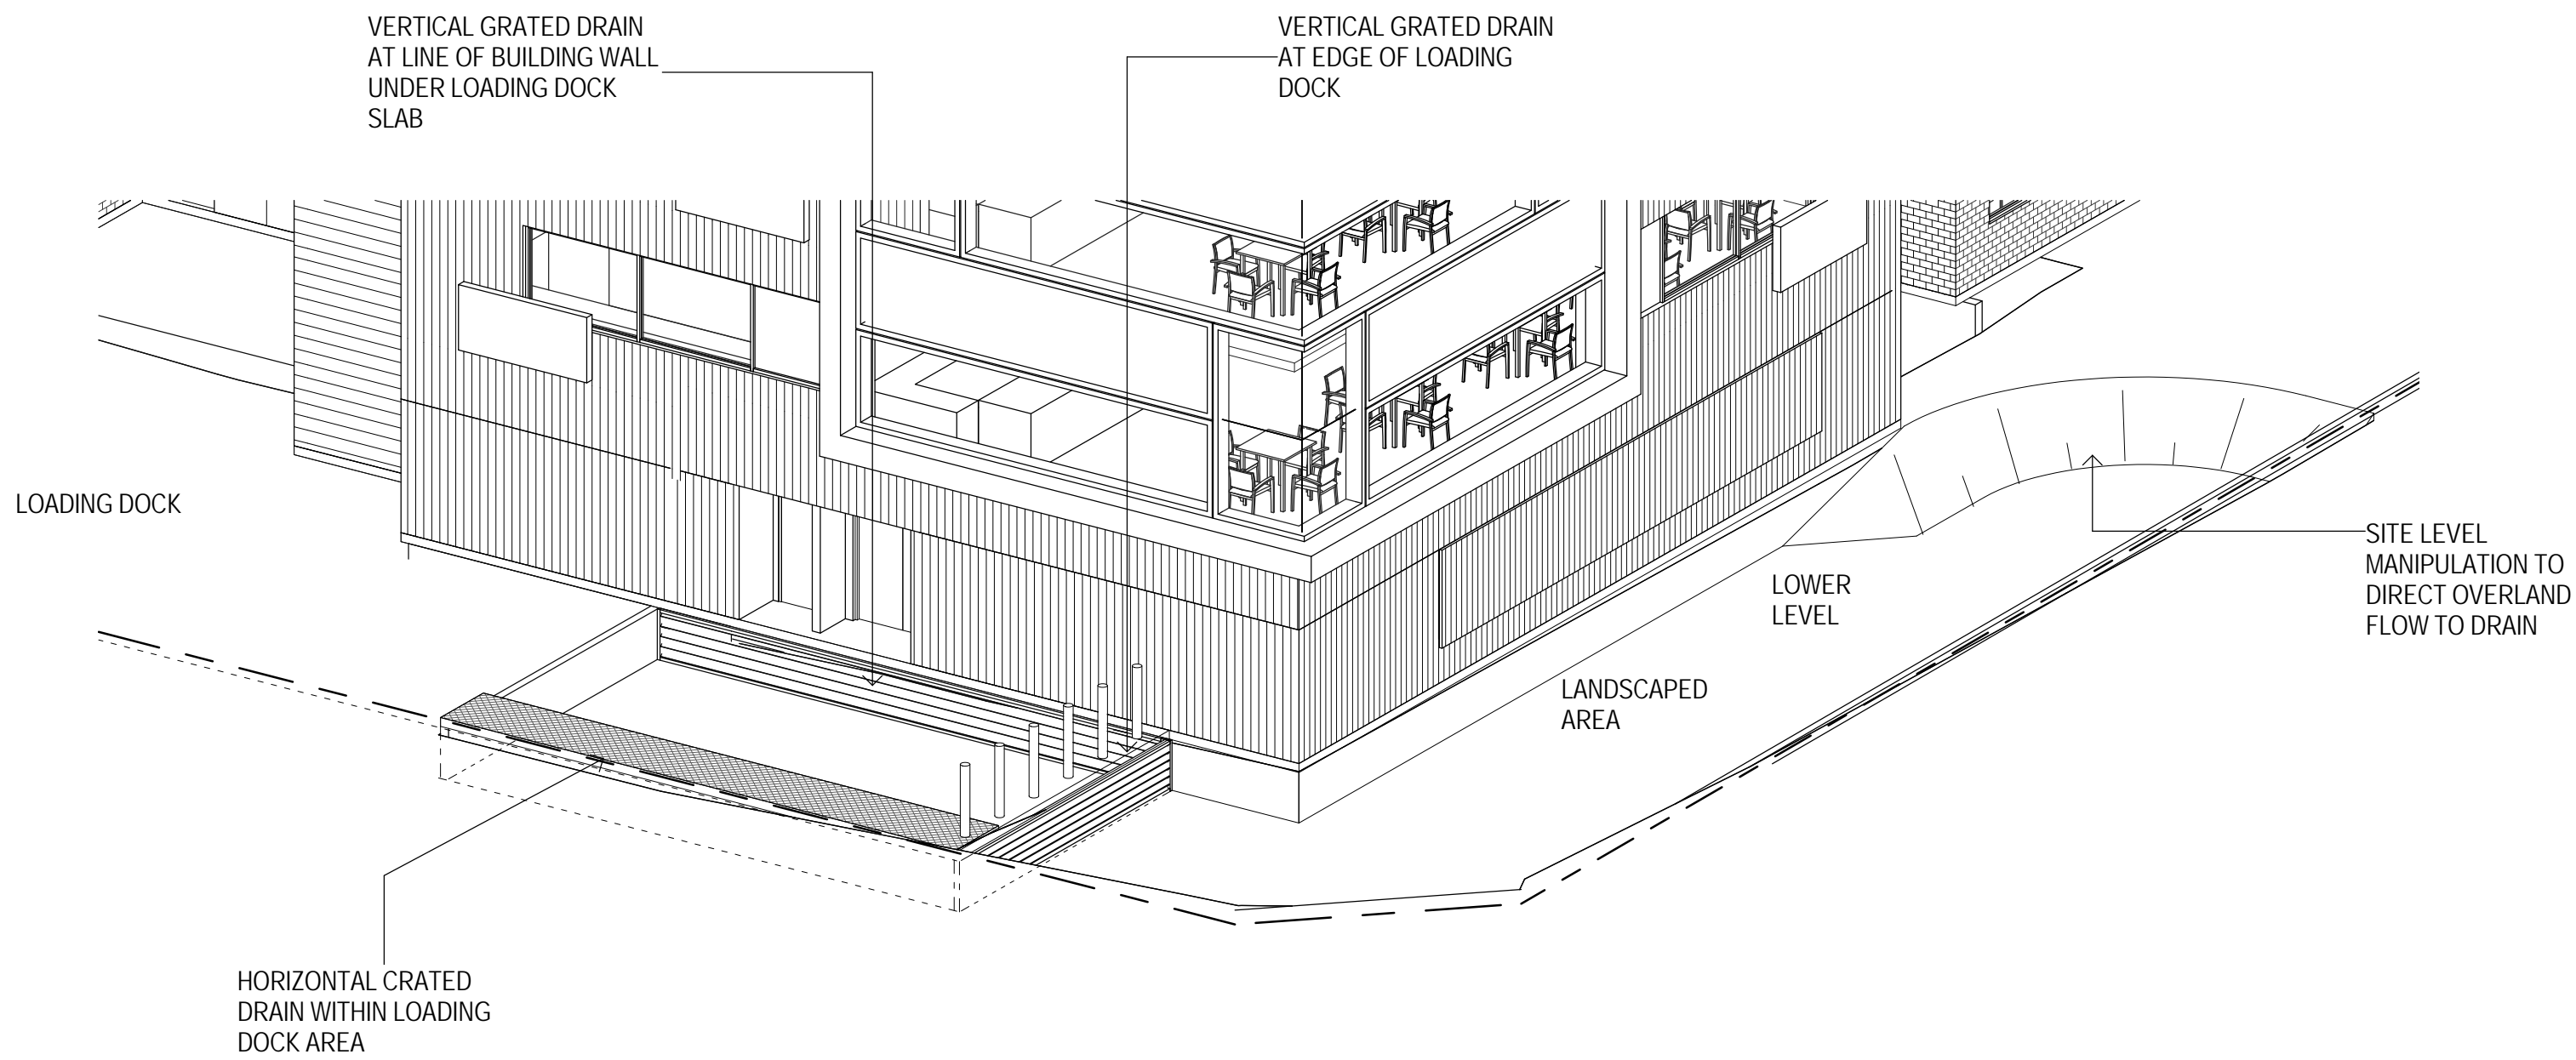 VERTICAL GRATED DRAIN
AT LINE OF BUILDING WALL
UNDER LOADING DOCK
SLAB
VERTICAL GRATED DRAIN
AT EDGE OF LOADING
DOCK
LOADING DOCK
SITE LEVEL
MANIPULATION TO
DIRECT OVERLAND
FLOW TO DRAIN
LOWER
LEVEL
LANDSCAPED
AREA
HORIZONTAL CRATED
DRAIN WITHIN LOADING
DOCK AREA